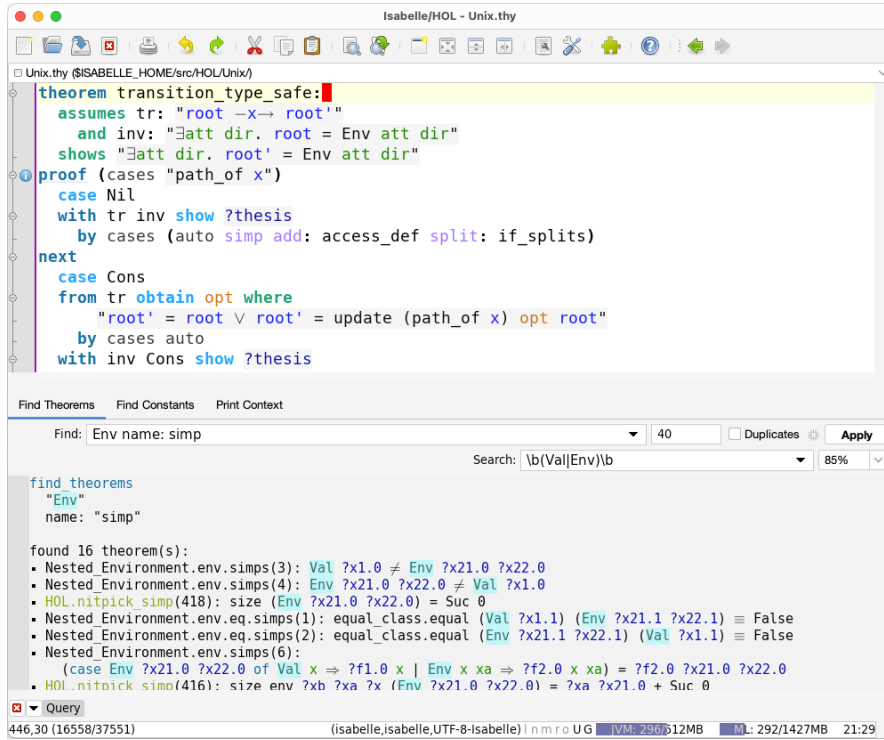 Isabelle/HOL - Unix.thy
Unix.thy ($ISABELLE_HOME/src/HOL/Unix/)
theorem transition_type_safe:
assumes tr: "root —x→ root'"
and inv: "∃att dir. root = Env att dir"
shows "∃att dir. root' = Env att dir"
proof (cases "path_of x")
case Nil
with tr inv show ?thesis
by cases (auto simp add: access_def split: if_splits)
next
case Cons
from tr obtain opt where
"root' = root ∨ root' = update (path_of x) opt root"
by cases auto
with inv Cons show ?thesis
Find Theorems Find Constants Print Context
Find: Env name: simp 40 Duplicates Apply
Search: \b(Val|Env)\b 85%
find_theorems
"Env"
name: "simp"
found 16 theorem(s):
▪ Nested_Environment.env.simps(3): Val ?x1.0 ≠ Env ?x21.0 ?x22.0
▪ Nested_Environment.env.simps(4): Env ?x21.0 ?x22.0 ≠ Val ?x1.0
▪ HOL.nitpick_simp(418): size (Env ?x21.0 ?x22.0) = Suc 0
▪ Nested_Environment.env.eq.simps(1): equal_class.equal (Val ?x1.1) (Env ?x21.1 ?x22.1) ≡ False
▪ Nested_Environment.env.eq.simps(2): equal_class.equal (Env ?x21.1 ?x22.1) (Val ?x1.1) ≡ False
▪ Nested_Environment.env.simps(6):
(case Env ?x21.0 ?x22.0 of Val x ⇒ ?f1.0 x | Env x xa ⇒ ?f2.0 x xa) = ?f2.0 ?x21.0 ?x22.0
▪ HOL.nitpick_simp(416): size_env ?xb ?xa ?x (Env ?x21.0 ?x22.0) = ?xa ?x21.0 + Suc 0
Query
446,30 (16558/37551) (isabelle,isabelle,UTF-8-Isabelle) l n m r o U G JVM: 296/512MB ML: 292/1427MB 21:29